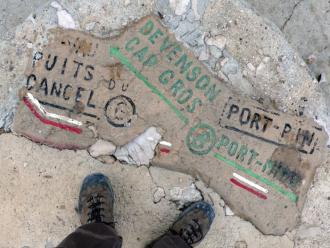 PUITS DU
CANCEL
DEVENSON
CAP GROS
PORT-PIN
PORT-MIOU